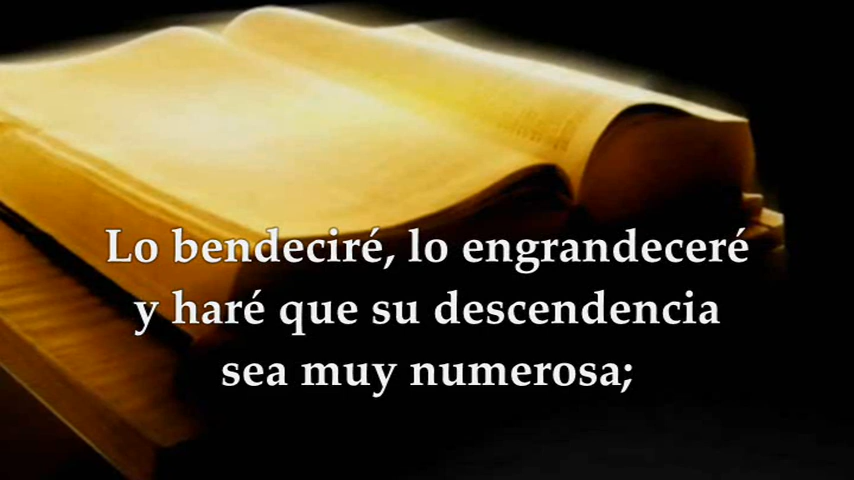 Lo bendeciré, lo engrandeceré
y haré que su descendencia
sea muy numerosa;